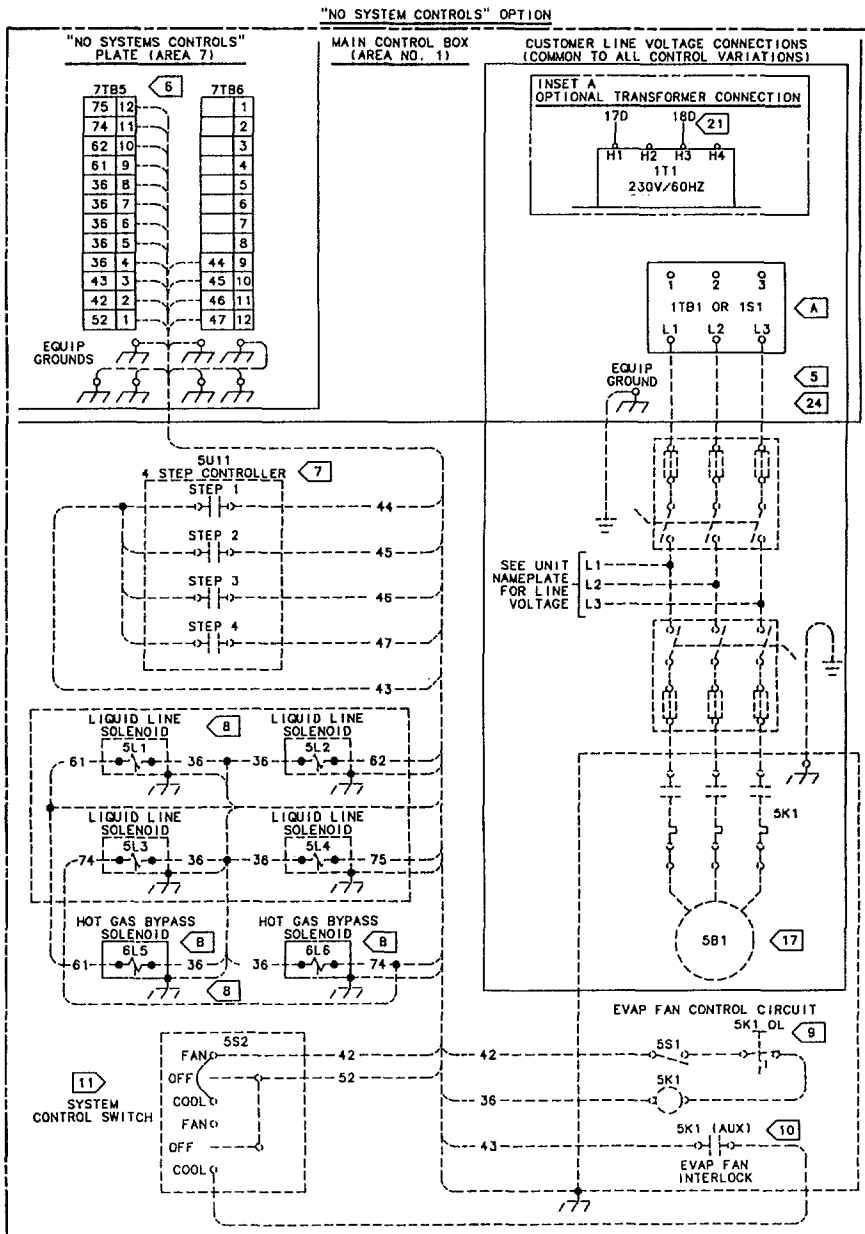 "NO SYSTEM CONTROLS" OPTION
"NO SYSTEMS CONTROLS"
PLATE (AREA 7)
MAIN CONTROL BOX
(AREA NO. 1)
CUSTOMER LINE VOLTAGE CONNECTIONS
(COMMON TO ALL CONTROL VARIATIONS)
INSET A
OPTIONAL TRANSFORMER CONNECTION
17D 18D 21
H1 H2 H3 H4
1T1
230V/60HZ
7TB5 6 7TB6
75 12 1
74 11 2
62 10 3
61 9 4
36 8 5
36 7 6
36 6 7
36 5 8
36 4 44 9
43 3 45 10
42 2 46 11
52 1 47 12
EQUIP
GROUNDS
1 2 3
1TB1 OR 1S1 A
L1 L2 L3
EQUIP
GROUND
5
24
5U11
4 STEP CONTROLLER 7
STEP 1
44
STEP 2
45
STEP 3
46
STEP 4
47
43
SEE UNIT
NAMEPLATE
FOR LINE
VOLTAGE
L1
L2
L3
LIQUID LINE
SOLENOID
8
LIQUID LINE
SOLENOID
5L1 5L2
61 36 36 62
LIQUID LINE
SOLENOID
LIQUID LINE
SOLENOID
5L3 5L4
74 36 36 75
HOT GAS BYPASS
SOLENOID
B
HOT GAS BYPASS
SOLENOID
B
6L5 6L6
61 36 36 74
8
5K1
5B1 17
5S2
FAN
OFF
COOL
FAN
OFF
COOL
11
SYSTEM
CONTROL SWITCH
42
52
EVAP FAN CONTROL CIRCUIT
5K1 OL 9
42 5S1
36 5K1
43 5K1 (AUX) 10
EVAP FAN
INTERLOCK